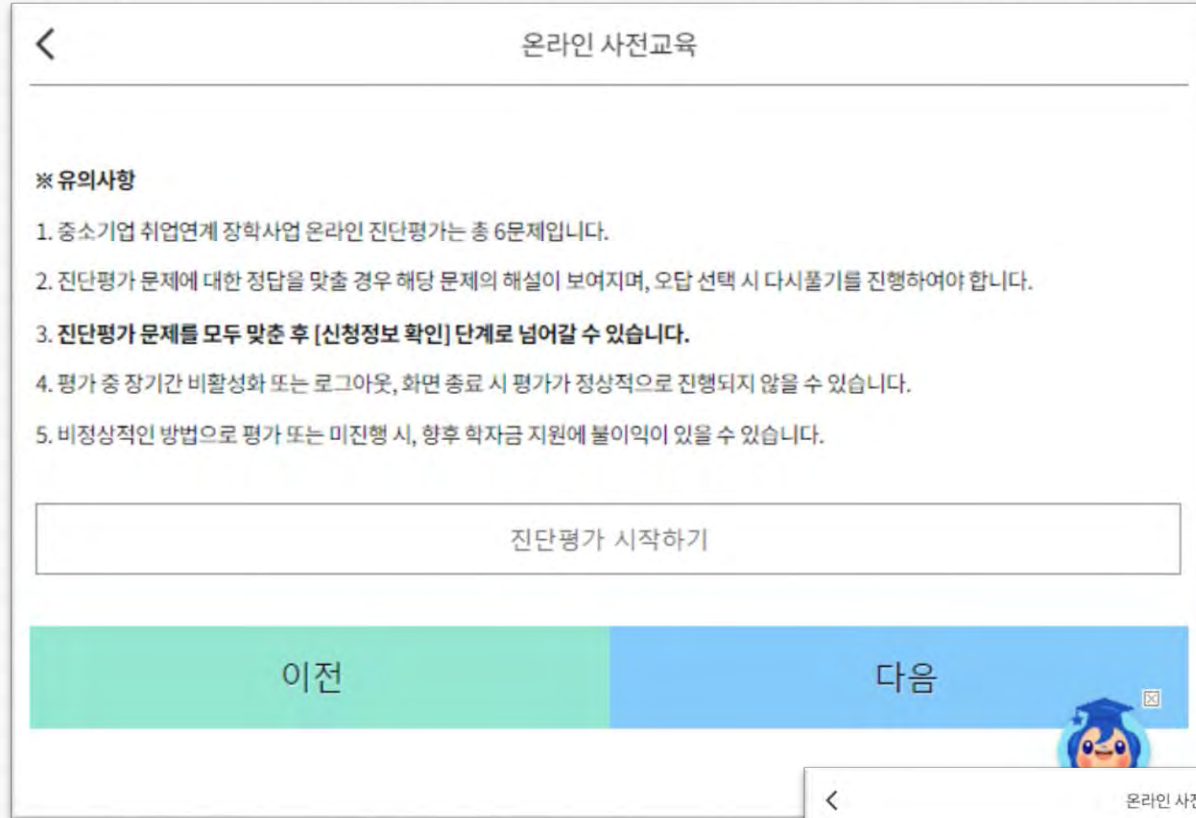 온라인 사전교육
※ 유의사항
1. 중소기업 취업연계 장학사업 온라인 진단평가는 총 6문제입니다.
2. 진단평가 문제에 대한 정답을 맞출 경우 해당 문제의 해설이 보여지며, 오답 선택 시 다시풀기를 진행하여야 합니다.
3. 진단평가 문제를 모두 맞춘 후 [신청정보 확인] 단계로 넘어갈 수 있습니다.
4. 평가 중 장기간 비활성화 또는 로그아웃, 화면 종료 시 평가가 정상적으로 진행되지 않을 수 있습니다.
5. 비정상적인 방법으로 평가 또는 미진행 시, 향후 학자금 지원에 불이익이 있을 수 있습니다.
진단평가 시작하기
이전
다음
온라인 사전